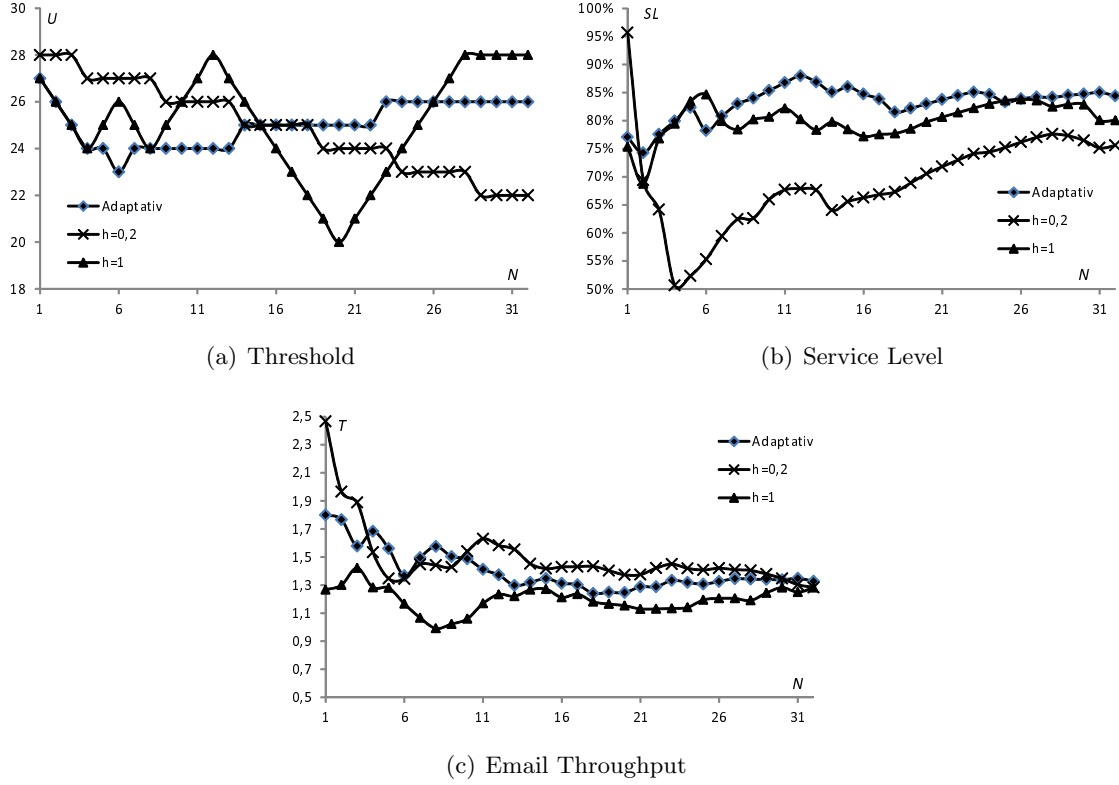 30
28
26
24
22
20
18
U
Adaptativ
h=0,2
h=1
N
1 6 11 16 21 26 31
(a) Threshold
100%
95%
90%
85%
80%
75%
70%
65%
60%
55%
50%
SL
Adaptativ
h=0,2
h=1
N
1 6 11 16 21 26 31
(b) Service Level
2,5
2,3
2,1
1,9
1,7
1,5
1,3
1,1
0,9
0,7
0,5
T
Adaptativ
h=0,2
h=1
N
1 6 11 16 21 26 31
(c) Email Throughput